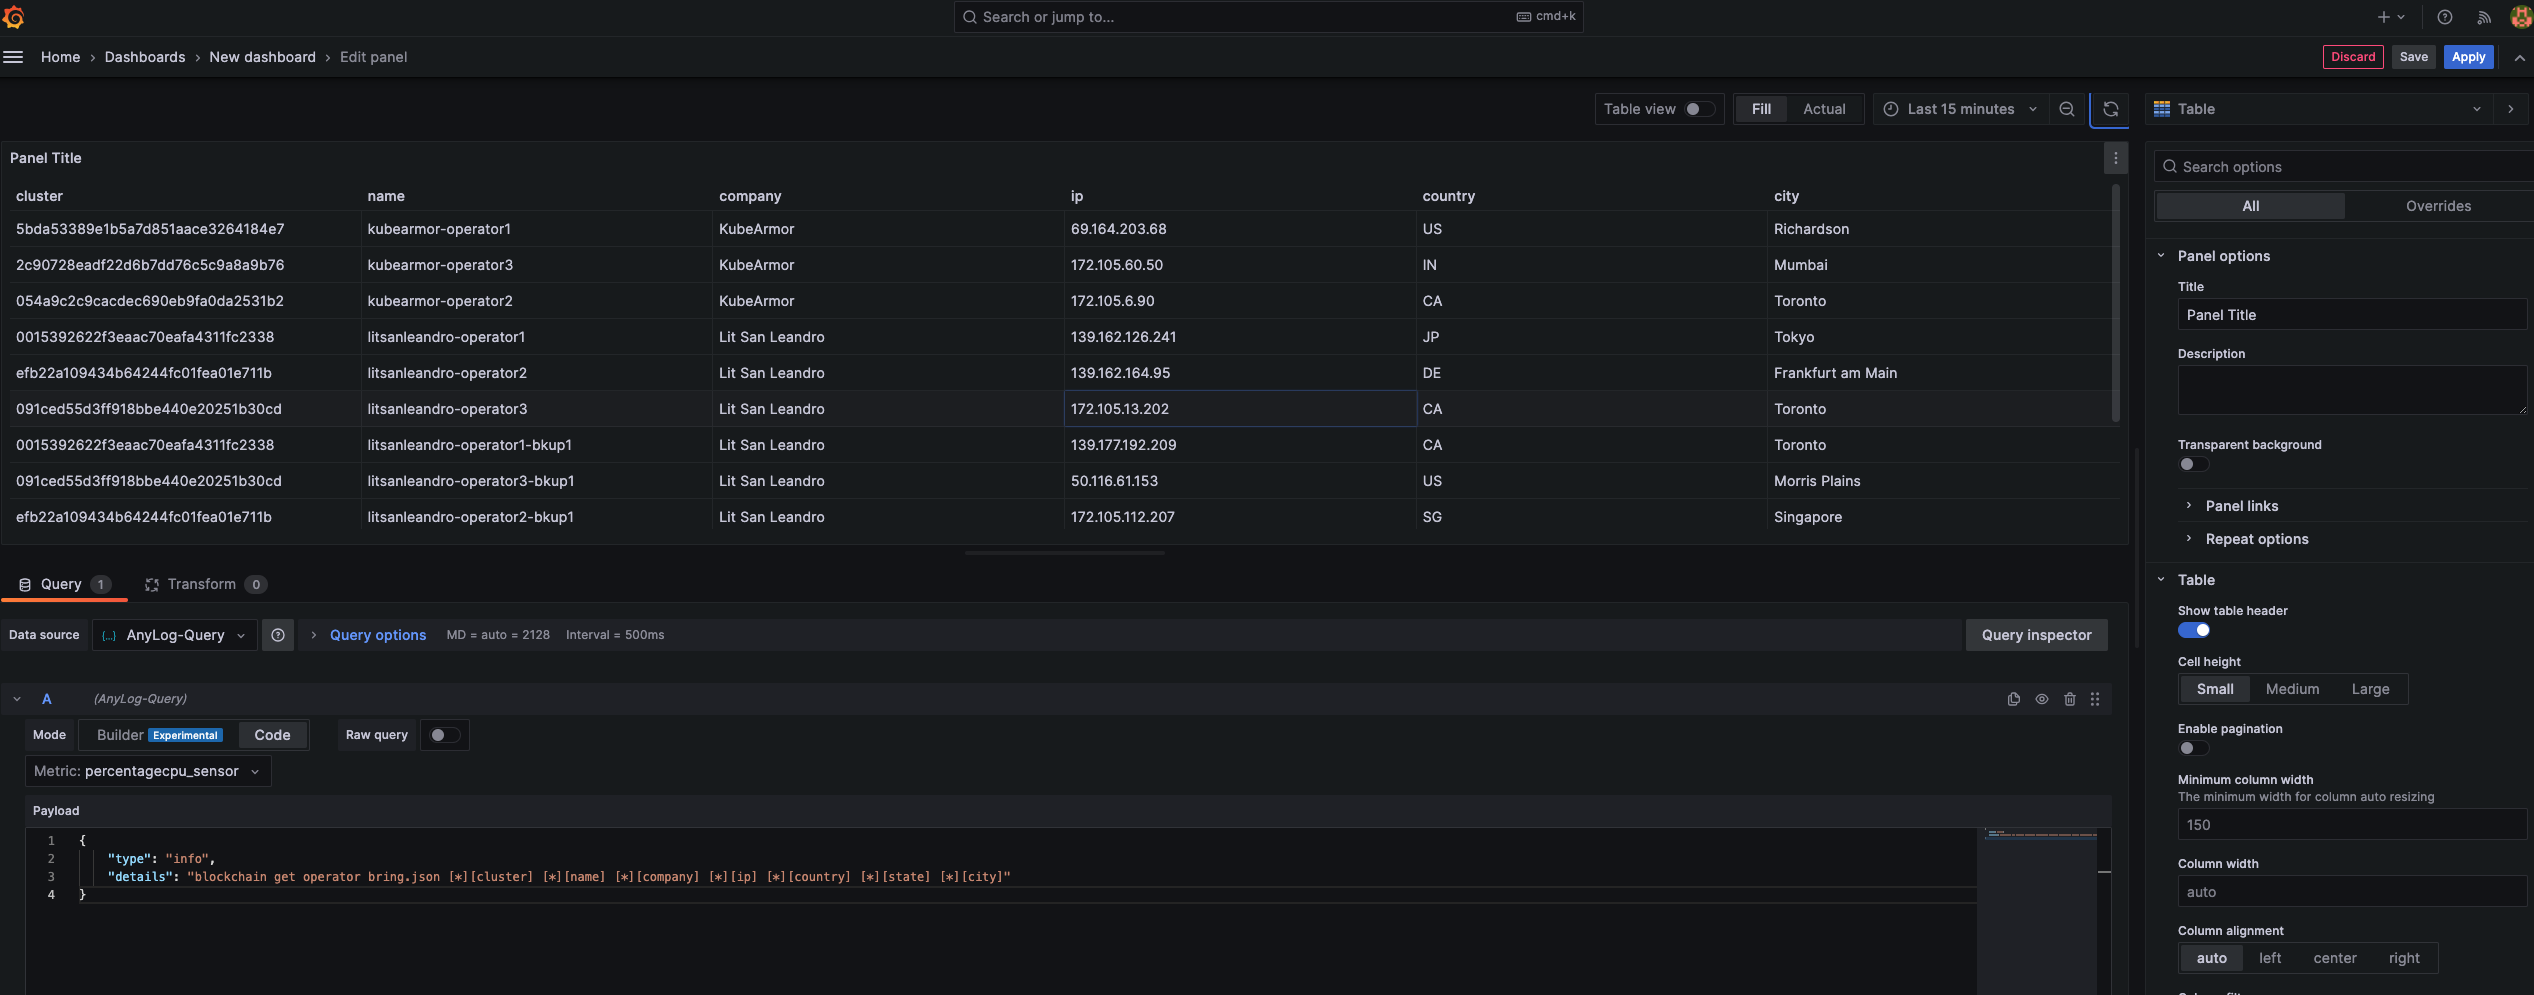 Search or jump to... cmd+k
Home › Dashboards › New dashboard › Edit panel Discard Save Apply
Table view Fill Actual Last 15 minutes Table
Panel Title
Search options
cluster name company ip country city
All Overrides
5bda53389e1b5a7d851aace3264184e7 kubearmor-operator1 KubeArmor 69.164.203.68 US Richardson
2c90728eadf22d6b7dd76c5c9a8a9b76 kubearmor-operator3 KubeArmor 172.105.60.50 IN Mumbai
054a9c2c9cacdec690eb9fa0da2531b2 kubearmor-operator2 KubeArmor 172.105.6.90 CA Toronto
0015392622f3eaac70eafa4311fc2338 litsanleandro-operator1 Lit San Leandro 139.162.126.241 JP Tokyo
efb22a109434b64244fc01fea01e711b litsanleandro-operator2 Lit San Leandro 139.162.164.95 DE Frankfurt am Main
091ced55d3ff918bbe440e20251b30cd litsanleandro-operator3 Lit San Leandro 172.105.13.202 CA Toronto
0015392622f3eaac70eafa4311fc2338 litsanleandro-operator1-bkup1 Lit San Leandro 139.177.192.209 CA Toronto
091ced55d3ff918bbe440e20251b30cd litsanleandro-operator3-bkup1 Lit San Leandro 50.116.61.153 US Morris Plains
efb22a109434b64244fc01fea01e711b litsanleandro-operator2-bkup1 Lit San Leandro 172.105.112.207 SG Singapore
Query 1 Transform 0
Data source {...} AnyLog-Query Query options MD = auto = 2128 Interval = 500ms Query inspector
A (AnyLog-Query)
Mode Builder Experimental Code Raw query
Metric: percentagecpu_sensor
Payload
1 {
2 "type": "info",
3 "details": "blockchain get operator bring.json [*][cluster] [*][name] [*][company] [*][ip] [*][country] [*][state] [*][city]"
4 }
Panel options
Title
Panel Title
Description
Transparent background
Panel links
Repeat options
Table
Show table header
Cell height
Small Medium Large
Enable pagination
Minimum column width
The minimum width for column auto resizing
150
Column width
auto
Column alignment
auto left center right